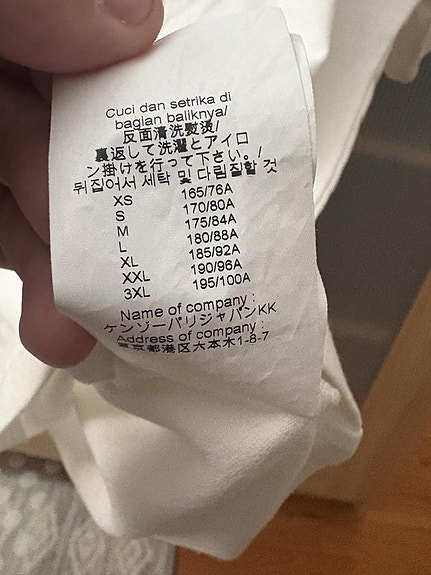 Cuci dan setrika di
bagian baliknya/
反面清洗熨烫/
裏返して洗濯とアイロ
ン掛けを行って下さい。/
뒤집어서 세탁 및 다림질할 것
XS 165/76A
S 170/80A
M 175/84A
L 180/88A
XL 185/92A
XXL 190/96A
3XL 195/100A
Name of company :
ケンゾーパリジャパンKK
Address of company :
東京都港区六本木1-8-7